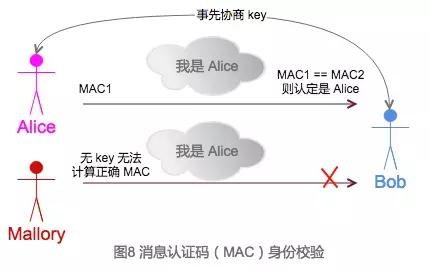 事先协商 key
我是 Alice
MAC1
MAC1 == MAC2
则认定是 Alice
Alice
我是 Alice
无 key 无法
计算正确 MAC
Bob
Mallory
图8 消息认证码（MAC）身份校验